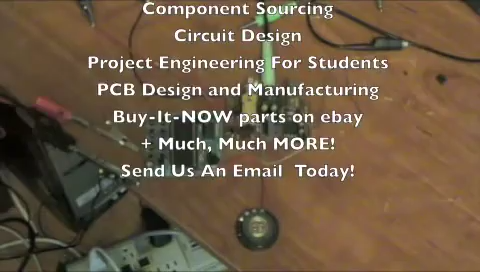 Component Sourcing
Circuit Design
Project Engineering For Students
PCB Design and Manufacturing
Buy-It-NOW parts on ebay
+ Much, Much MORE!
Send Us An Email Today!